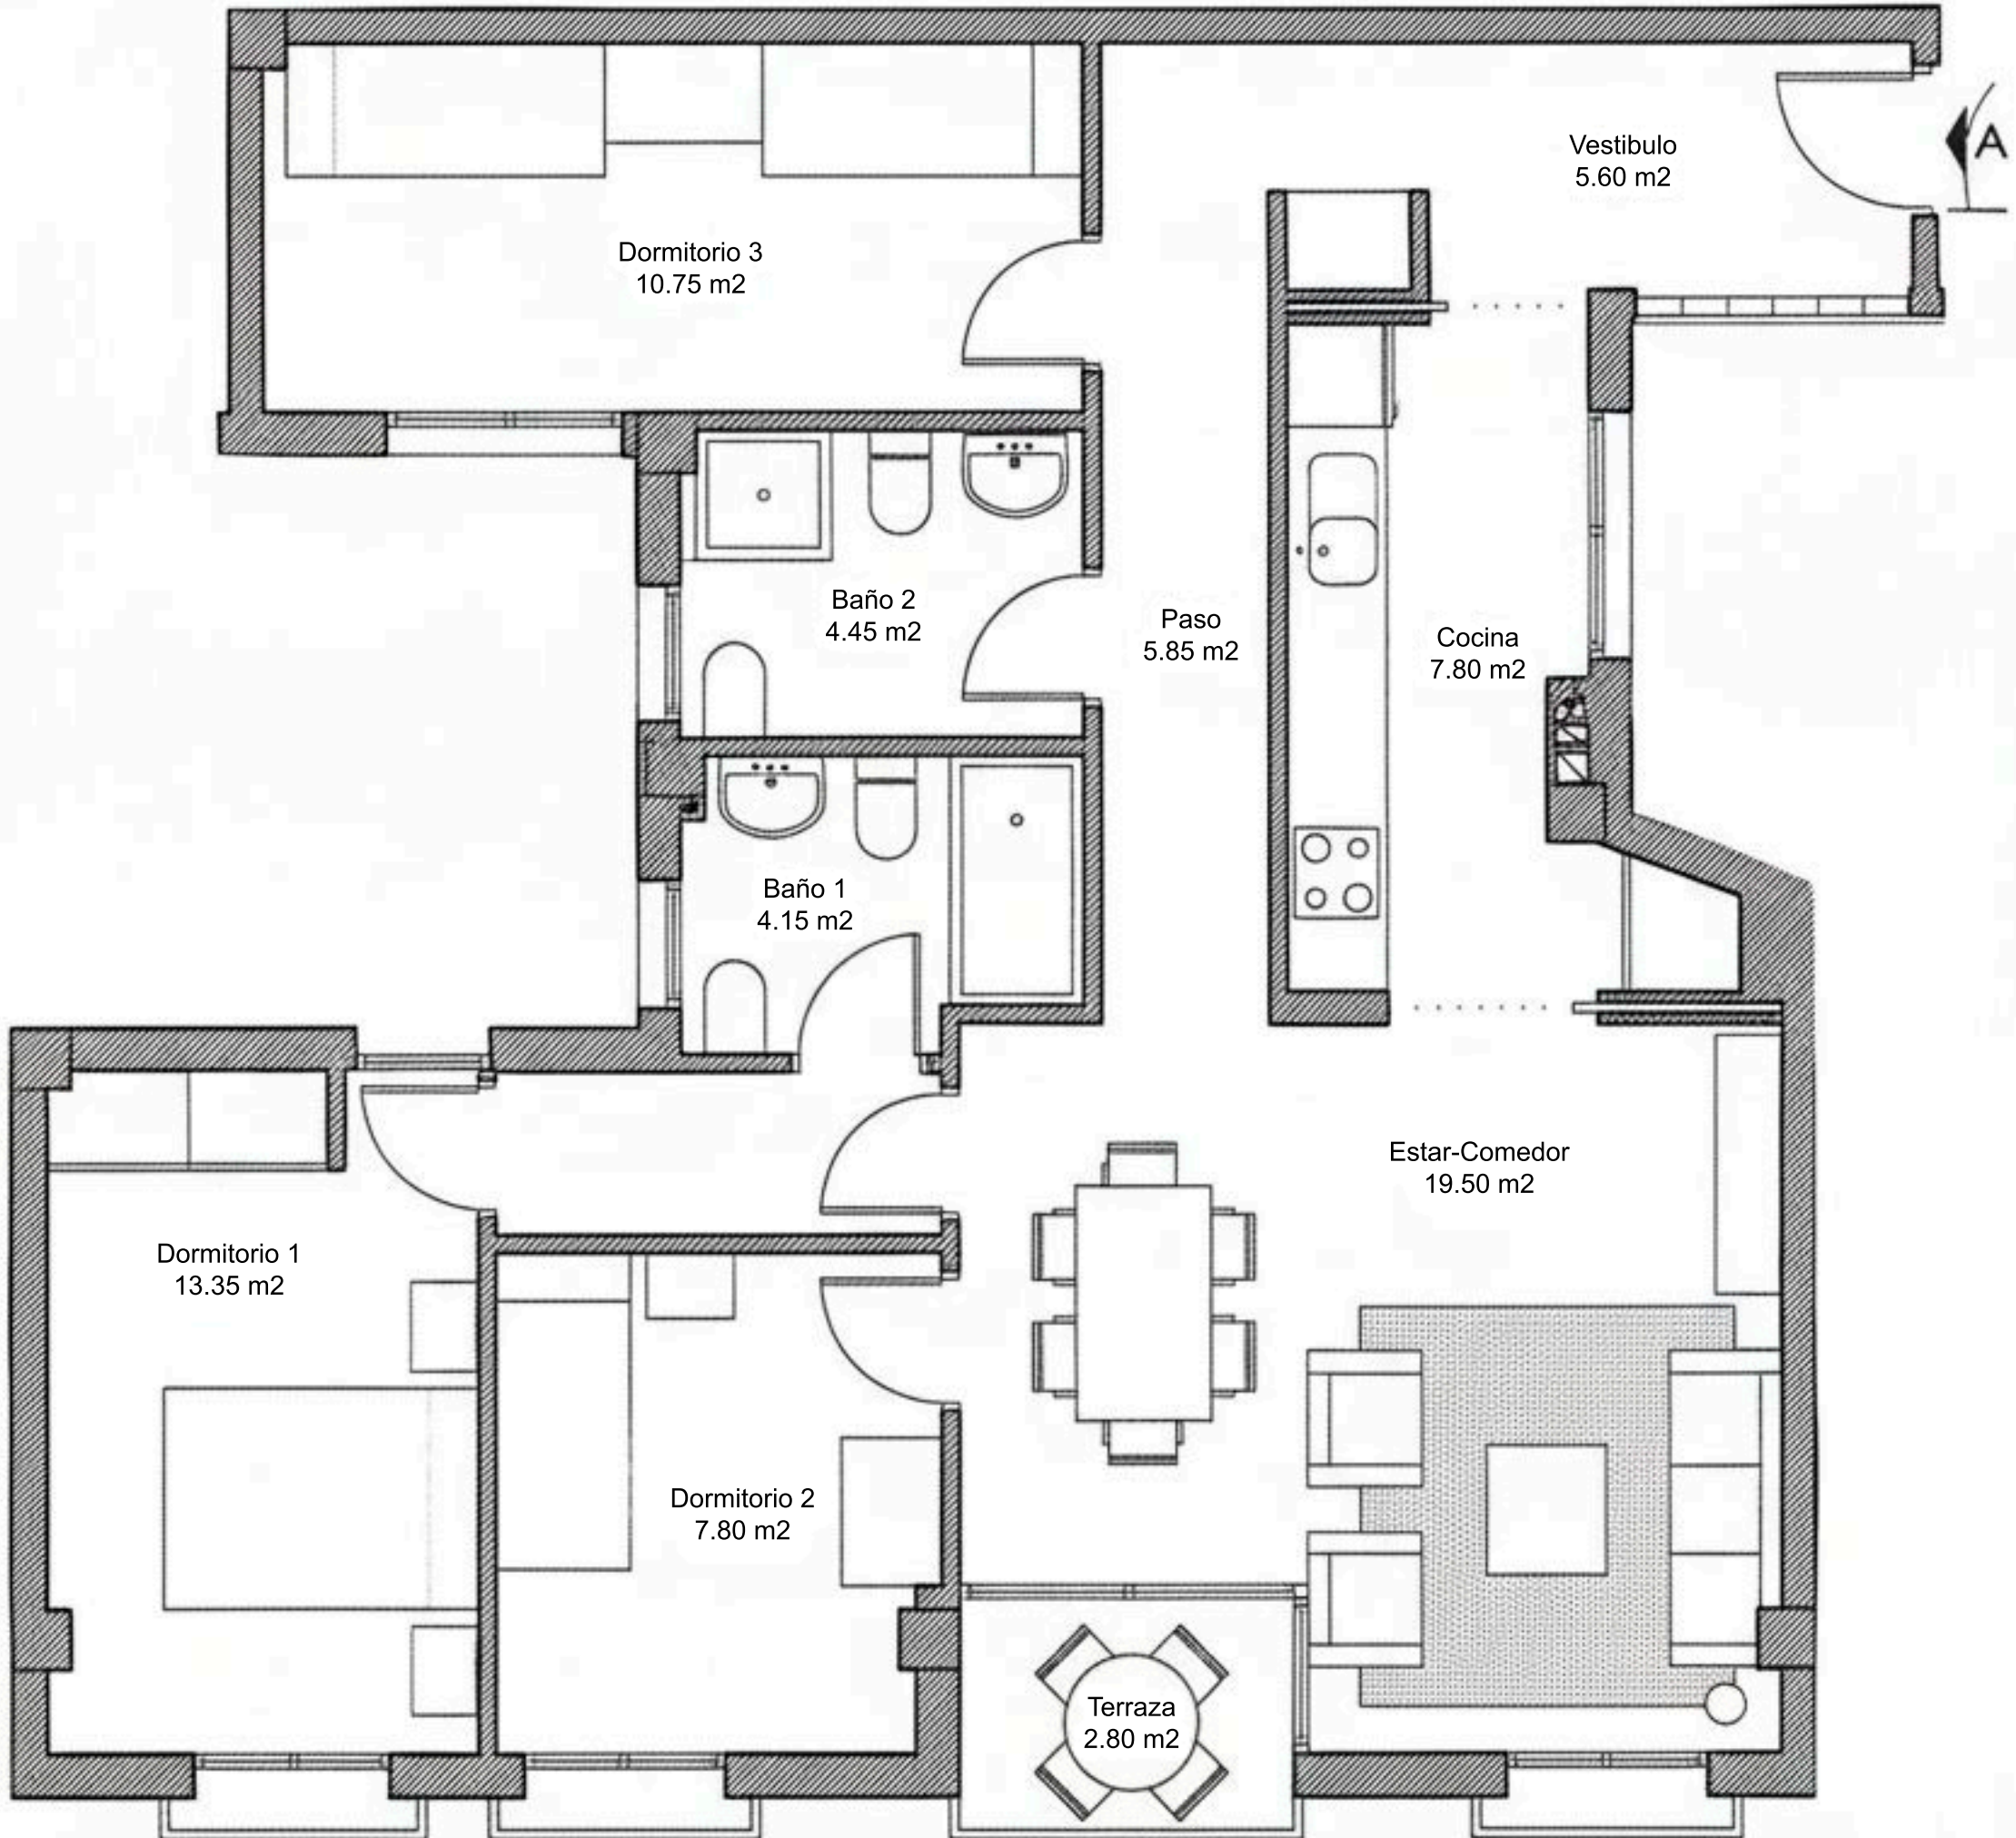 Vestibulo
5.60 m2
A
Dormitorio 3
10.75 m2
Baño 2
4.45 m2
Paso
5.85 m2
Cocina
7.80 m2
Baño 1
4.15 m2
Estar-Comedor
19.50 m2
Dormitorio 1
13.35 m2
Dormitorio 2
7.80 m2
Terraza
2.80 m2